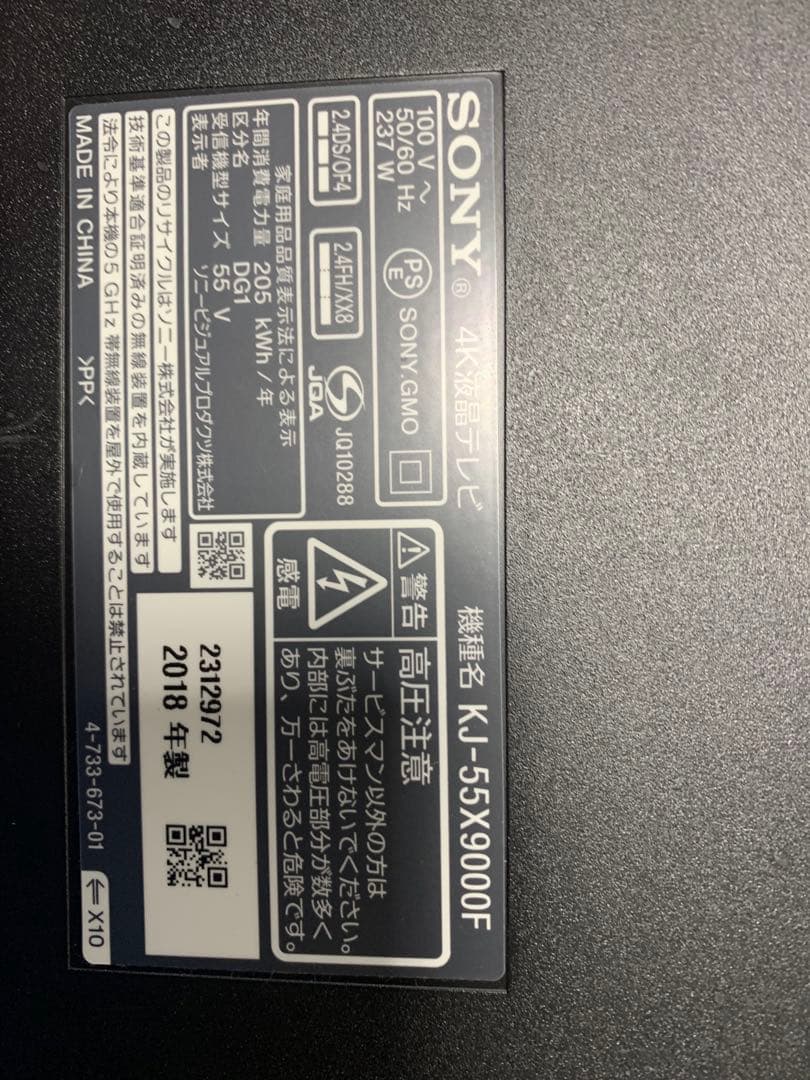 SONY® 4K液晶テレビ 機種名 KJ-55X9000F
100 V ～
50/60 Hz
237 W
PS
E
SONY.GMO
2.4DS/OF4
2.4FH/XX8
JQA
JQ10288
家庭用品品質表示法による表示
年間消費電力量 205 kWh / 年
区分名 DG1
受信機型サイズ 55 V
表示者 ソニービジュアルプロダクツ株式会社
この製品のリサイクルはソニー株式会社が実施します
技術基準適合証明済みの無線装置を内蔵しています
法令により本機の5 GHz 帯無線装置を屋外で使用することは禁止されています
MADE IN CHINA >PP<
警告
感電
高圧注意
サービスマン以外の方は
裏ぶたをあけないでください。
内部には高電圧部分が数多く
あり、万一さわると危険です。
2312972
2018 年製
4-733-673-01
⇐ X10